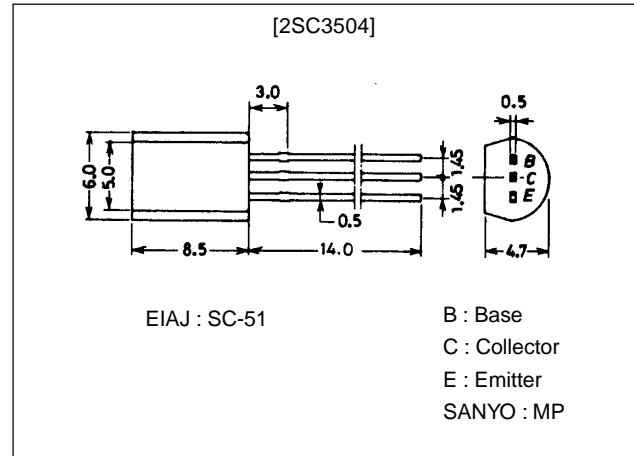 [2SC3504]
3.0
0.5
6.0
5.0
1.45
1.45
B
C
E
0.5
8.5
14.0
4.7
EIAJ : SC-51
B : Base
C : Collector
E : Emitter
SANYO : MP